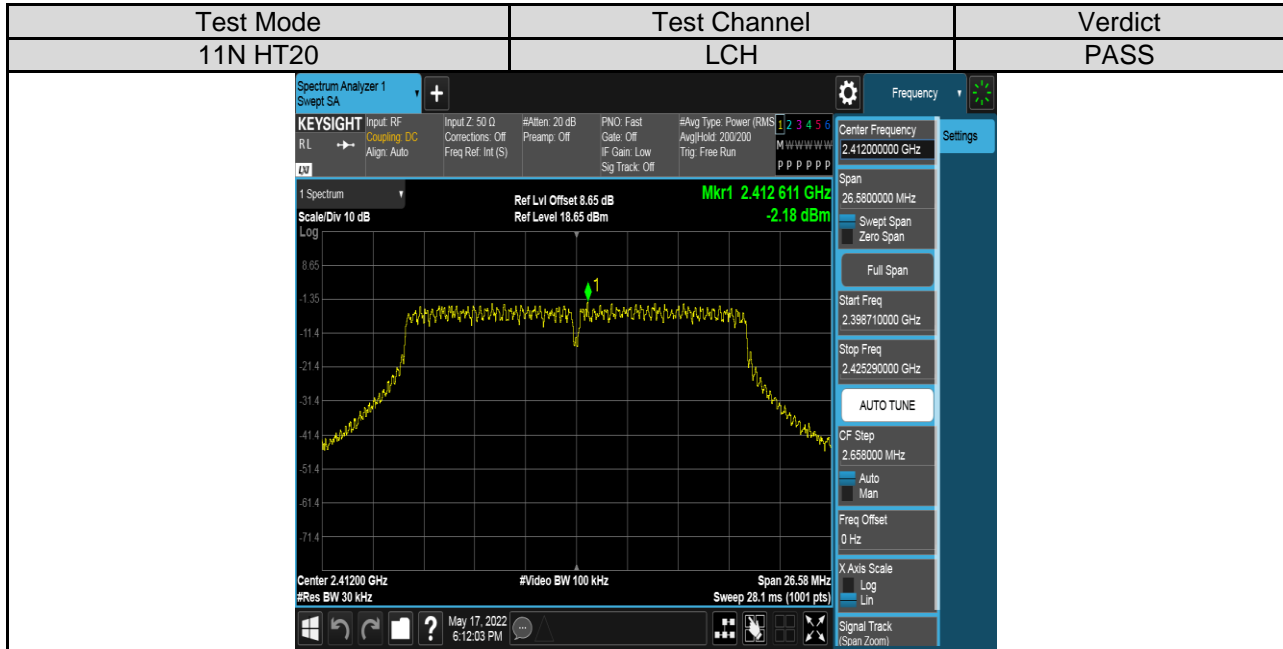 Test Mode Test Channel Verdict
11N HT20 LCH PASS
Spectrum Analyzer 1
Swept SA
+
Frequency
KEYSIGHT Input: RF Input Z: 50 Ω #Atten: 20 dB PNO: Fast #Avg Type: Power (RMS 1 2 3 4 5 6
RL Coupling: DC Corrections: Off Preamp: Off Gate: Off Avg|Hold: 200/200 M W W W W W
Align: Auto Freq Ref: Int (S) IF Gain: Low Trig: Free Run
LXI Sig Track: Off P P P P P P
1 Spectrum Ref Lvl Offset 8.65 dB Mkr1 2.412 611 GHz
Scale/Div 10 dB Ref Level 18.65 dBm -2.18 dBm
Log
8.65
1
-1.35
-11.4
-21.4
-31.4
-41.4
-51.4
-61.4
-71.4
Center 2.41200 GHz #Video BW 100 kHz Span 26.58 MHz
#Res BW 30 kHz Sweep 28.1 ms (1001 pts)
? May 17, 2022
6:12:03 PM
Center Frequency
2.412000000 GHz
Settings
Span
26.5800000 MHz
Swept Span
Zero Span
Full Span
Start Freq
2.398710000 GHz
Stop Freq
2.425290000 GHz
AUTO TUNE
CF Step
2.658000 MHz
Auto
Man
Freq Offset
0 Hz
X Axis Scale
Log
Lin
Signal Track
(Span Zoom)